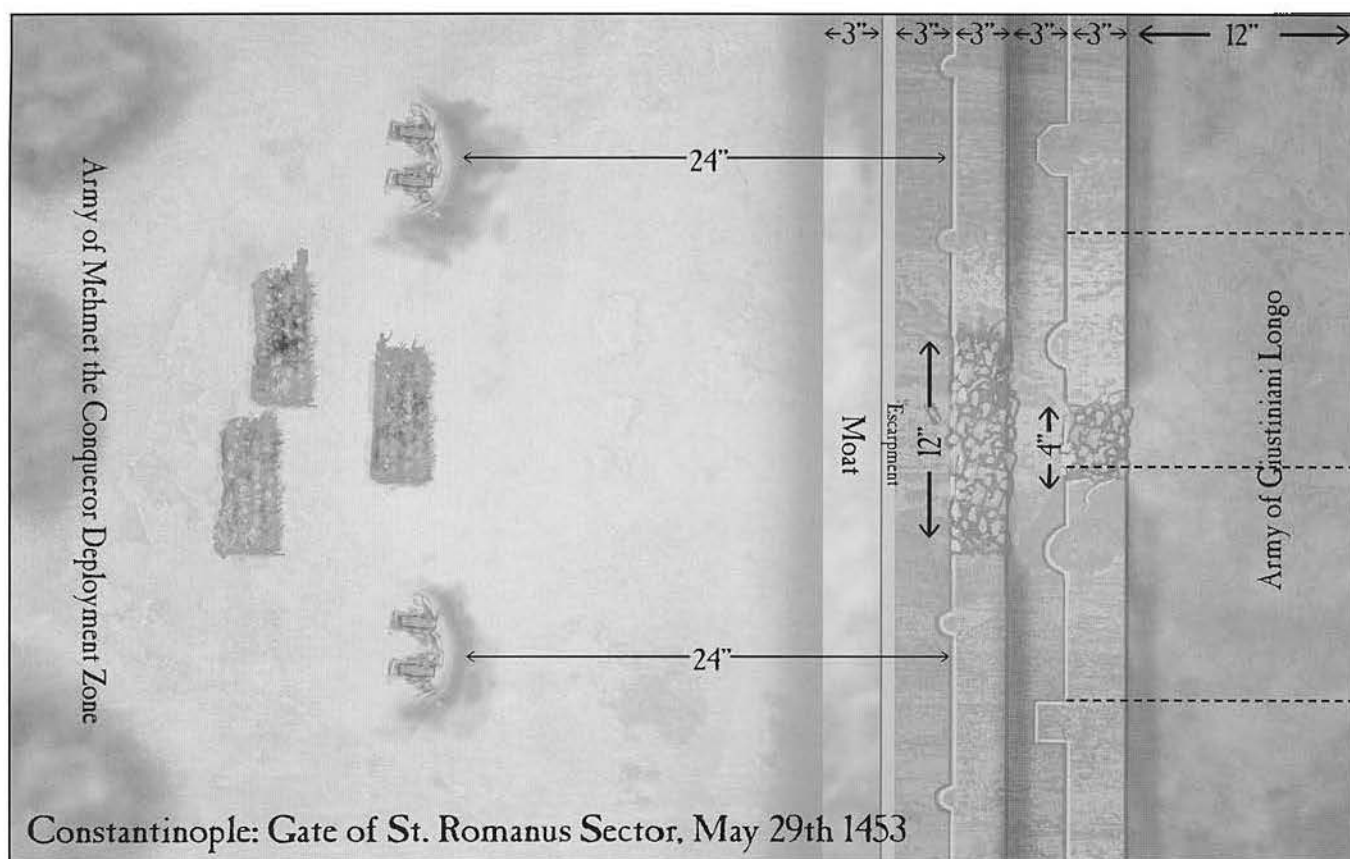 3"
3"
3"
3"
3"
12"
24"
Army of Mehmet the Conqueror Deployment Zone
Moat
Escarpment
12"
4"
Army of Giustiniani Longo
24"
Constantinople: Gate of St. Romanus Sector, May 29th 1453